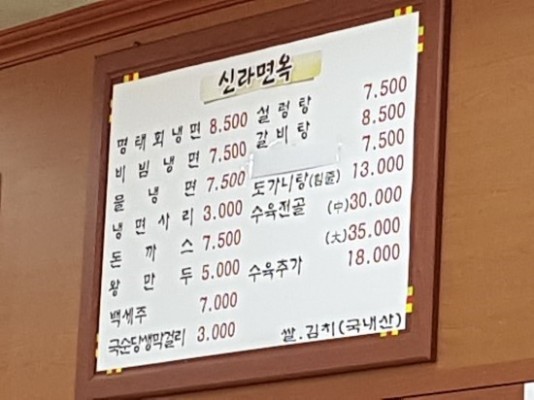 신라면옥
명태회냉면 8.500
비빔냉면 7.500
물냉면 7.500
냉면사리 3.000
돈까스 7.500
왕만두 5.000
백세주 7.000
국순당생막걸리 3.000
설렁탕 7.500
갈비탕 8.500
7.500
도가니탕(힘줄) 13.000
수육전골 (中)30.000
(大)35.000
수육추가 18.000
쌀.김치(국내산)